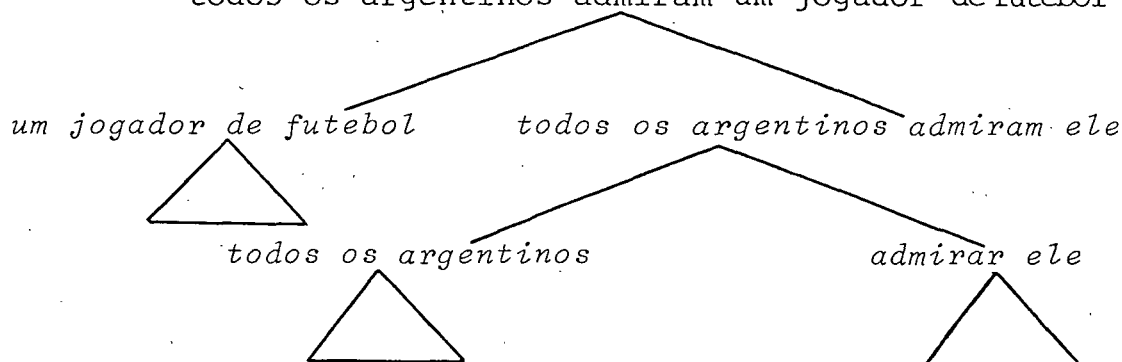 todos os argentinos admiram um jogador de futebol
um jogador de futebol todos os argentinos admiram ele
todos os argentinos admirar ele